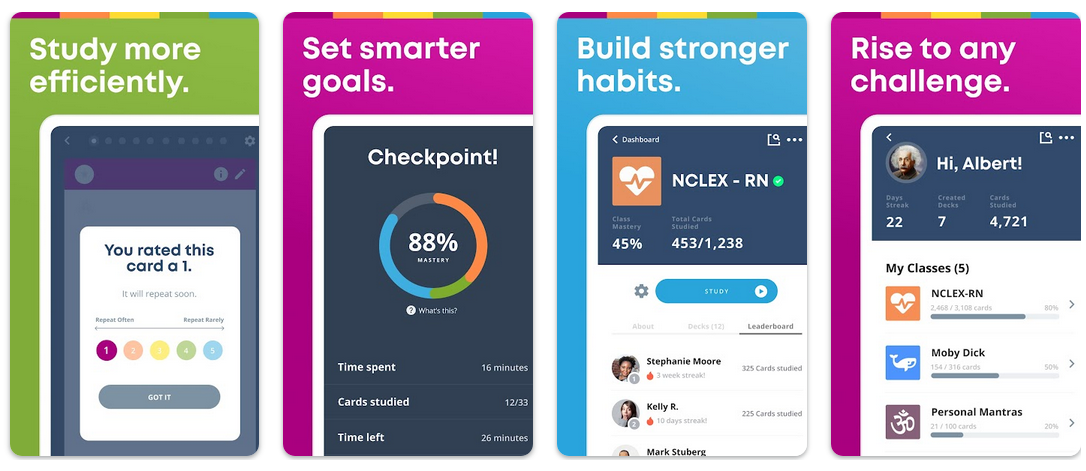 Study more
efficiently.
You rated this
card a 1.
It will repeat soon.
Repeat Often
Repeat Rarely
1
2
3
4
5
GOT IT
Set smarter
goals.
Checkpoint!
88%
MASTERY
? What's this?
Time spent
16 minutes
Cards studied
12/33
Time left
26 minutes
Build stronger
habits.
Dashboard
NCLEX - RN
Class
Mastery
45%
Total Cards
Studied
453/1,238
STUDY
About
Decks (12)
Leaderboard
Stephanie Moore
3 week streak!
325 Cards studied
1
Kelly R.
10 days streak!
225 Cards studied
2
Mark Stuberg
Rise to any
challenge.
Hi, Albert!
Days
Streak
22
Created
Decks
7
Cards
Studied
4,721
My Classes (5)
NCLEX-RN
2,468 / 3,108 cards
80%
Moby Dick
154 / 316 cards
50%
Personal Mantras
21 / 100 cards
20%
ॐ